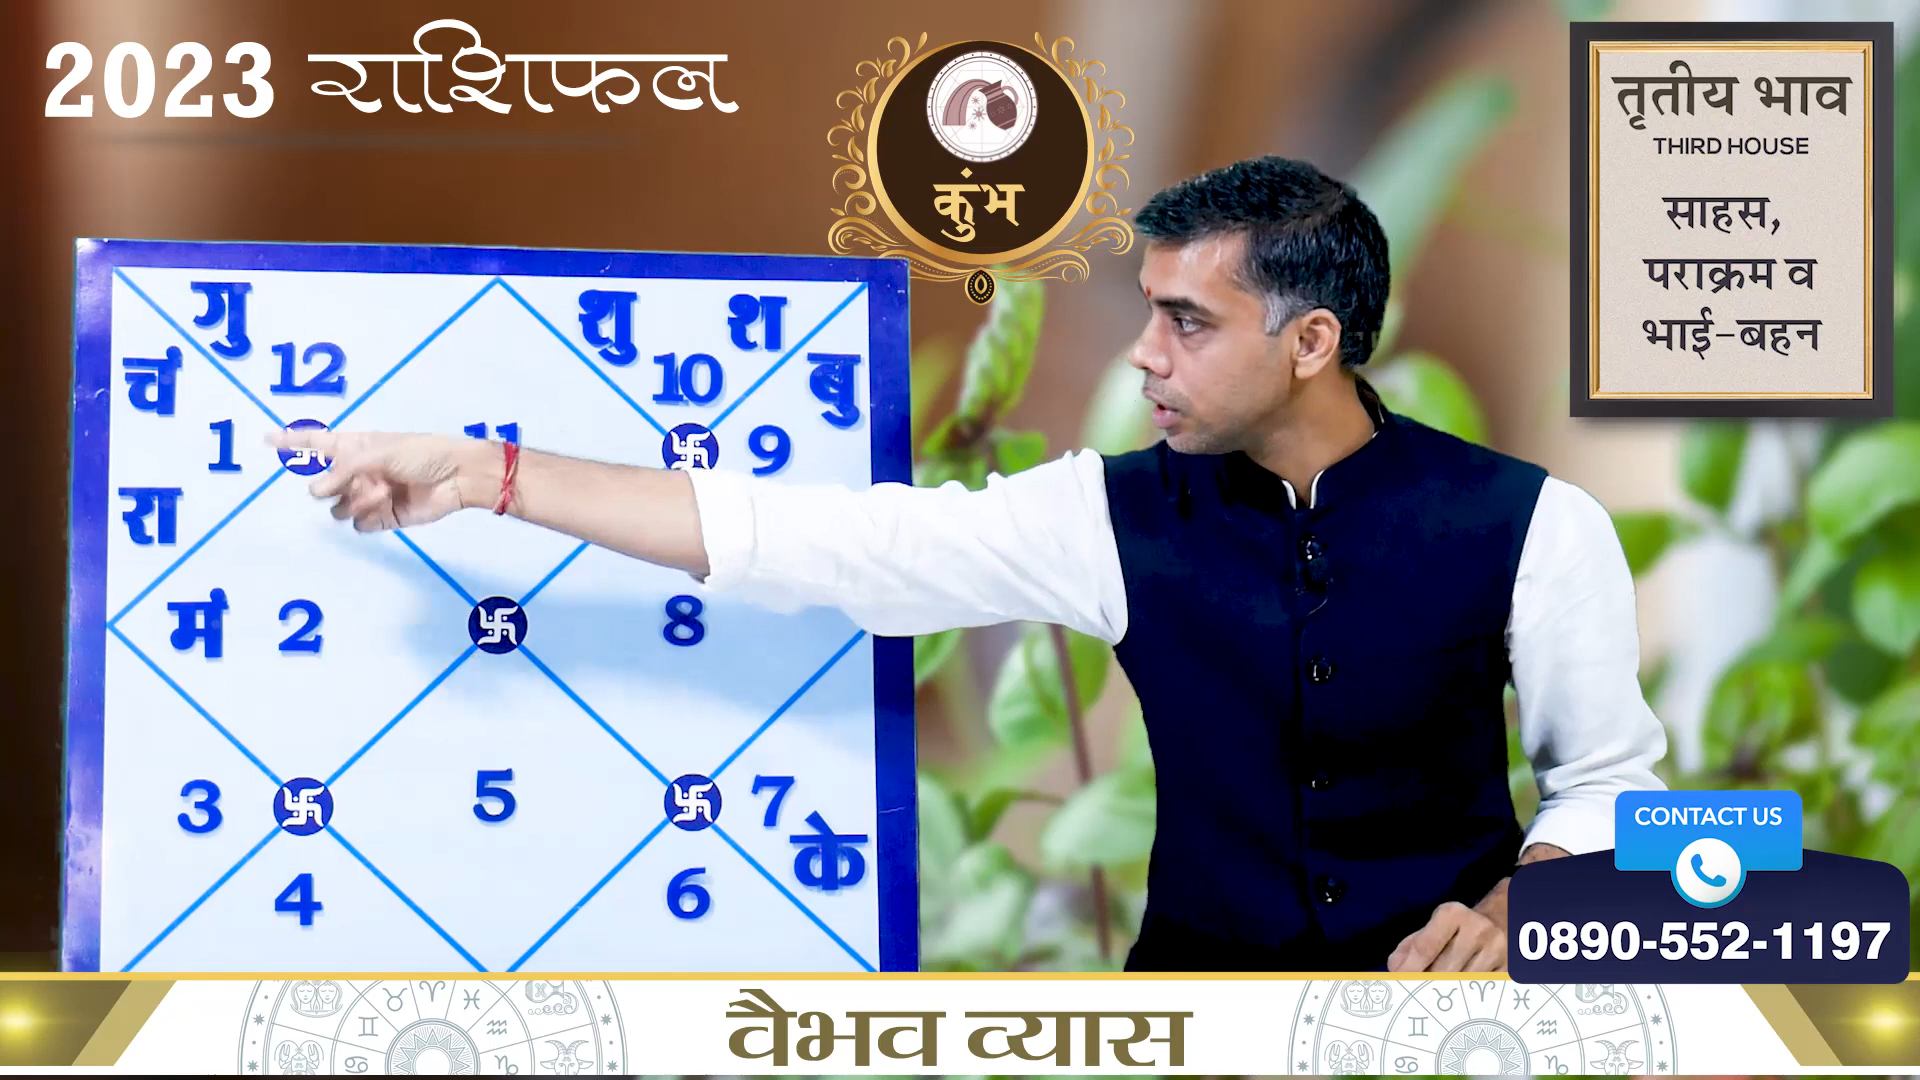 2023 राशिफल
कुंभ
तृतीय भाव
THIRD HOUSE
साहस,
पराक्रम व
भाई-बहन
गु
शु
श
चं
12
10
बु
1
11
9
रा
मं
2
8
3
5
7
के
4
6
CONTACT US
0890-552-1197
वैभव व्यास